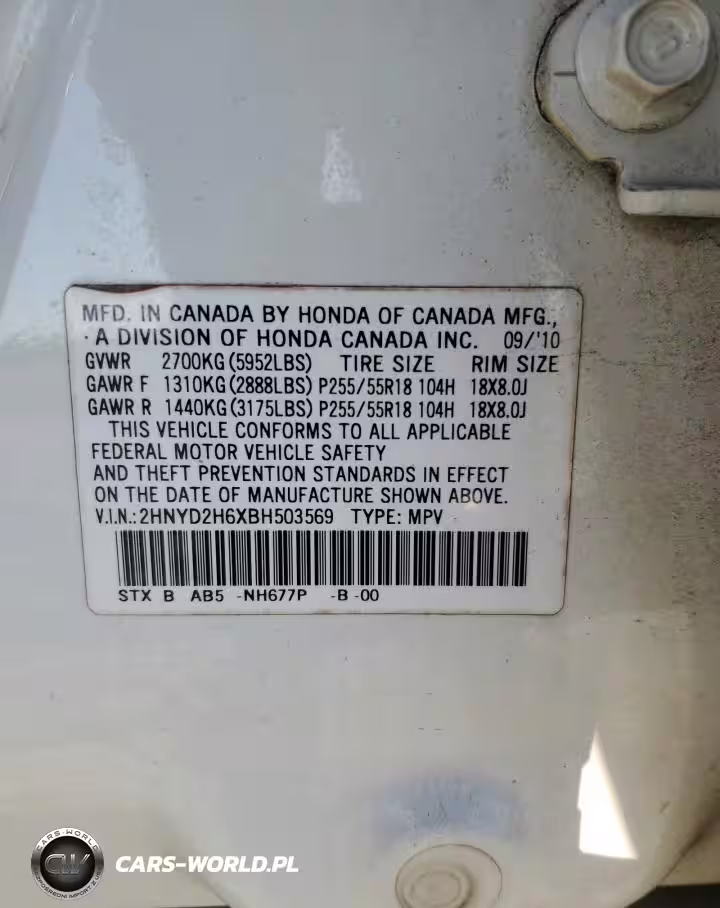 MFD. IN CANADA BY HONDA OF CANADA MFG.,
A DIVISION OF HONDA CANADA INC. 09/'10
GVWR 2700KG(5952LBS) TIRE SIZE RIM SIZE
GAWR F 1310KG(2888LBS) P255/55R18 104H 18X8.0J
GAWR R 1440KG(3175LBS) P255/55R18 104H 18X8.0J
THIS VEHICLE CONFORMS TO ALL APPLICABLE
FEDERAL MOTOR VEHICLE SAFETY
AND THEFT PREVENTION STANDARDS IN EFFECT
ON THE DATE OF MANUFACTURE SHOWN ABOVE.
V.I.N.:2HNYD2H6XBH503569 TYPE: MPV
STX B AB5 -NH677P -B -00
CARS-WORLD
CW
CARS-WORLD.PL